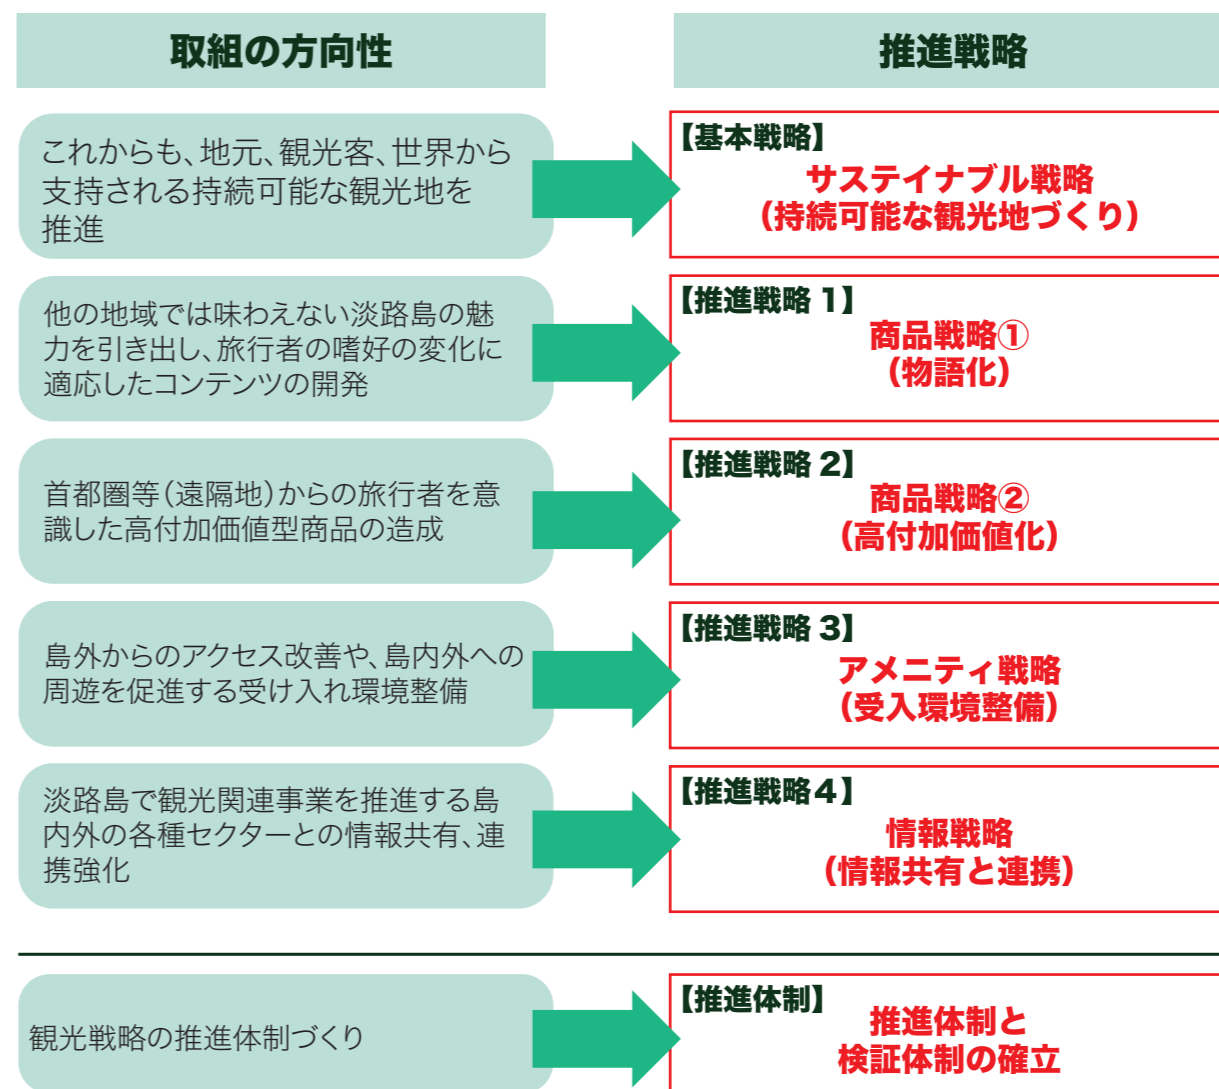 取組の方向性
推進戦略
これからも、地元、観光客、世界から
支持される持続可能な観光地を
推進
【基本戦略】
サステイナブル戦略
（持続可能な観光地づくり）
他の地域では味わえない淡路島の魅
力を引き出し、旅行者の嗜好の変化に
適応したコンテンツの開発
【推進戦略 1】
商品戦略①
（物語化）
首都圏等（遠隔地）からの旅行者を意
識した高付加価値型商品の造成
【推進戦略 2】
商品戦略②
（高付加価値化）
島外からのアクセス改善や、島内外への
周遊を促進する受け入れ環境整備
【推進戦略 3】
アメニティ戦略
（受入環境整備）
淡路島で観光関連事業を推進する島
内外の各種セクターとの情報共有、連
携強化
【推進戦略４】
情報戦略
（情報共有と連携）
観光戦略の推進体制づくり
【推進体制】
推進体制と
検証体制の確立